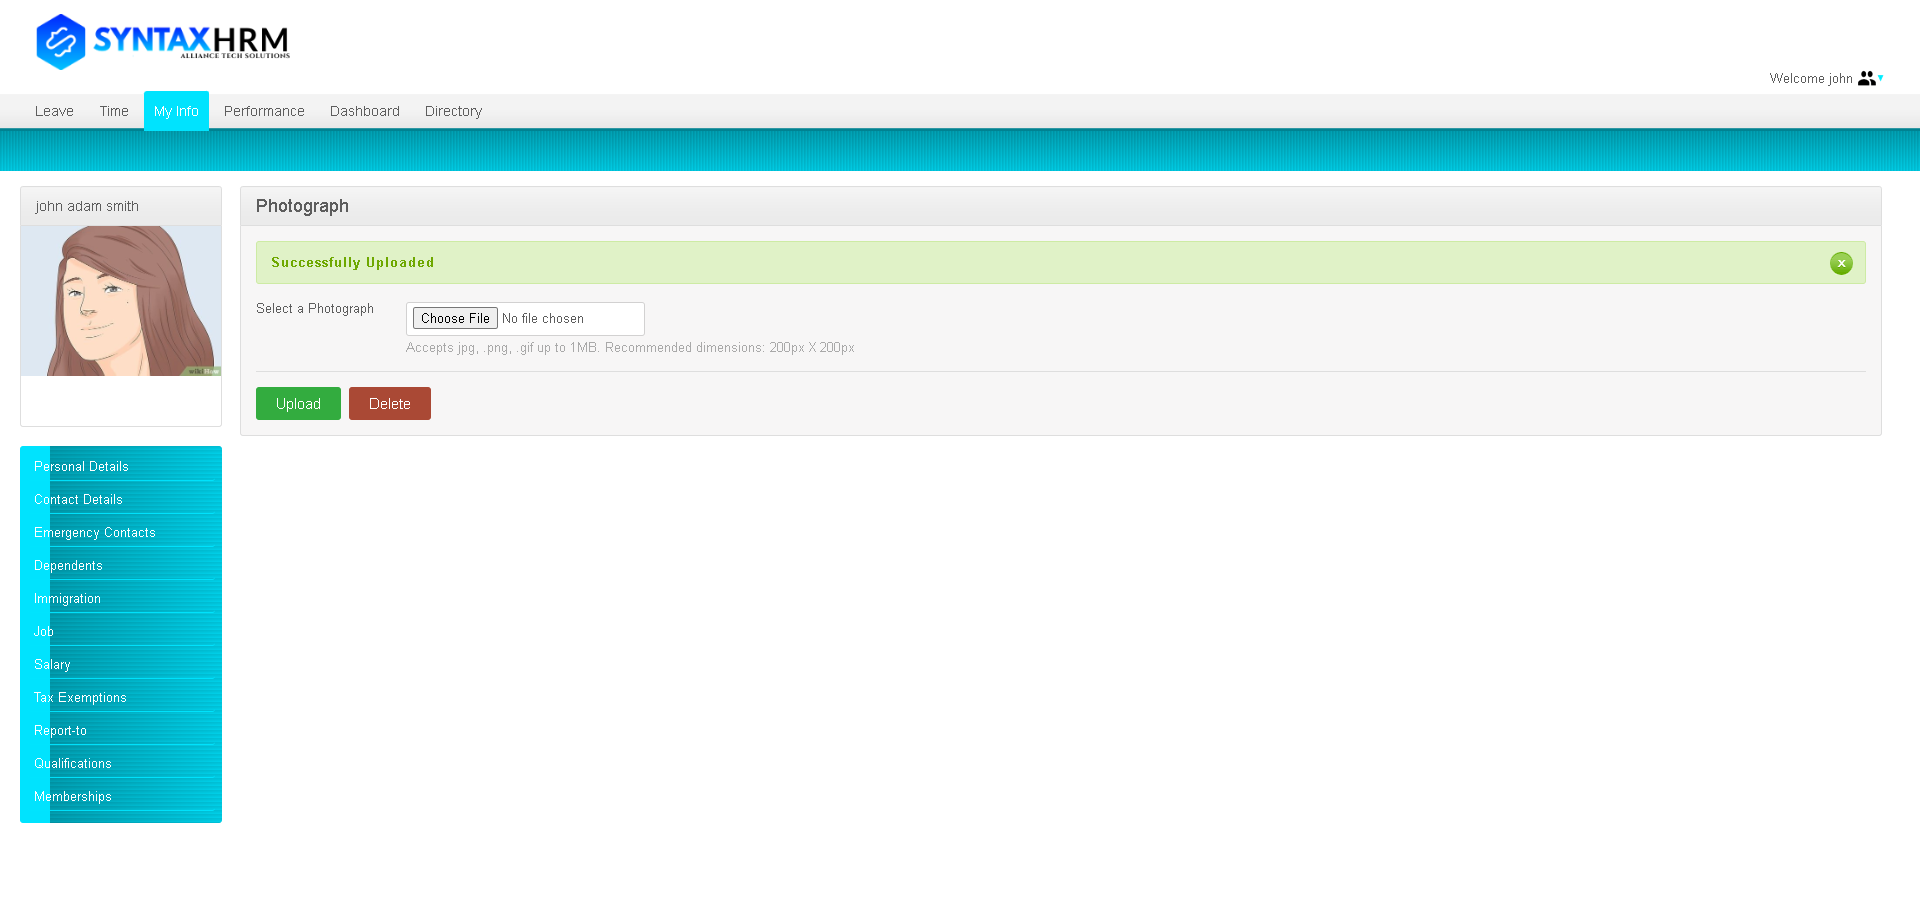 SYNTAXHRM
ALLIANCE TECH SOLUTIONS
Welcome john
Leave Time My Info Performance Dashboard Directory
john adam smith
wikiHow
Photograph
Successfully Uploaded
x
Select a Photograph Choose File No file chosen
Accepts jpg, .png, .gif up to 1MB. Recommended dimensions: 200px X 200px
Upload Delete
Personal Details
Contact Details
Emergency Contacts
Dependents
Immigration
Job
Salary
Tax Exemptions
Report-to
Qualifications
Memberships